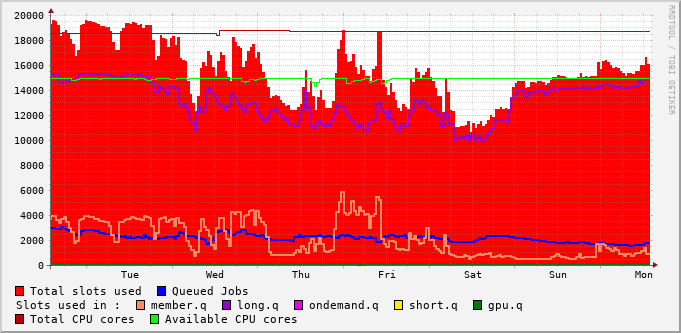 20000
18000
16000
14000
12000
10000
8000
6000
4000
2000
0
Tue Wed Thu Fri Sat Sun Mon
RRDTOOL / TOBI OETIKER
Total slots used Queued Jobs
Slots used in : member.q long.q ondemand.q short.q gpu.q
Total CPU cores Available CPU cores